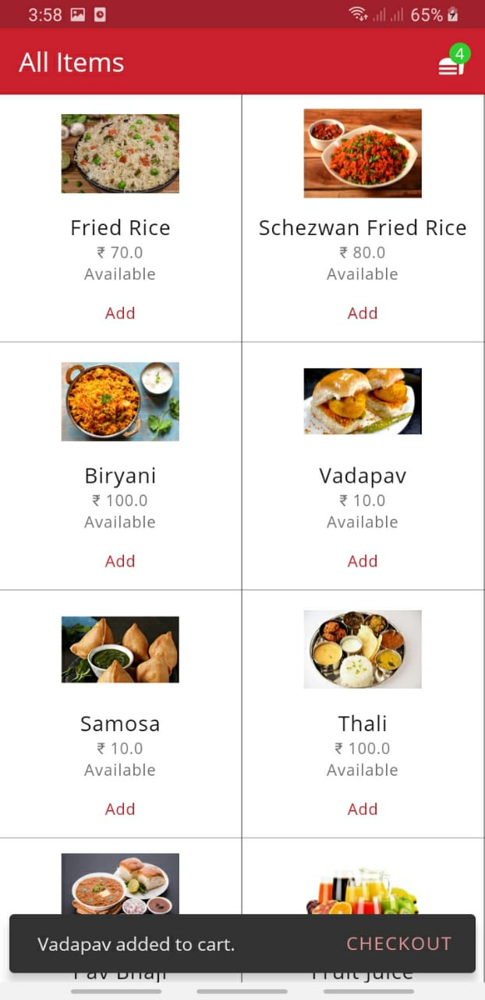 3:58 65%
All Items 4
Fried Rice Schezwan Fried Rice
₹ 70.0 ₹ 80.0
Available Available
Add Add
Biryani Vadapav
₹ 100.0 ₹ 10.0
Available Available
Add Add
Samosa Thali
₹ 10.0 ₹ 100.0
Available Available
Add Add
Vadapav added to cart. CHECKOUT
Pav Bhaji Fruit Juice